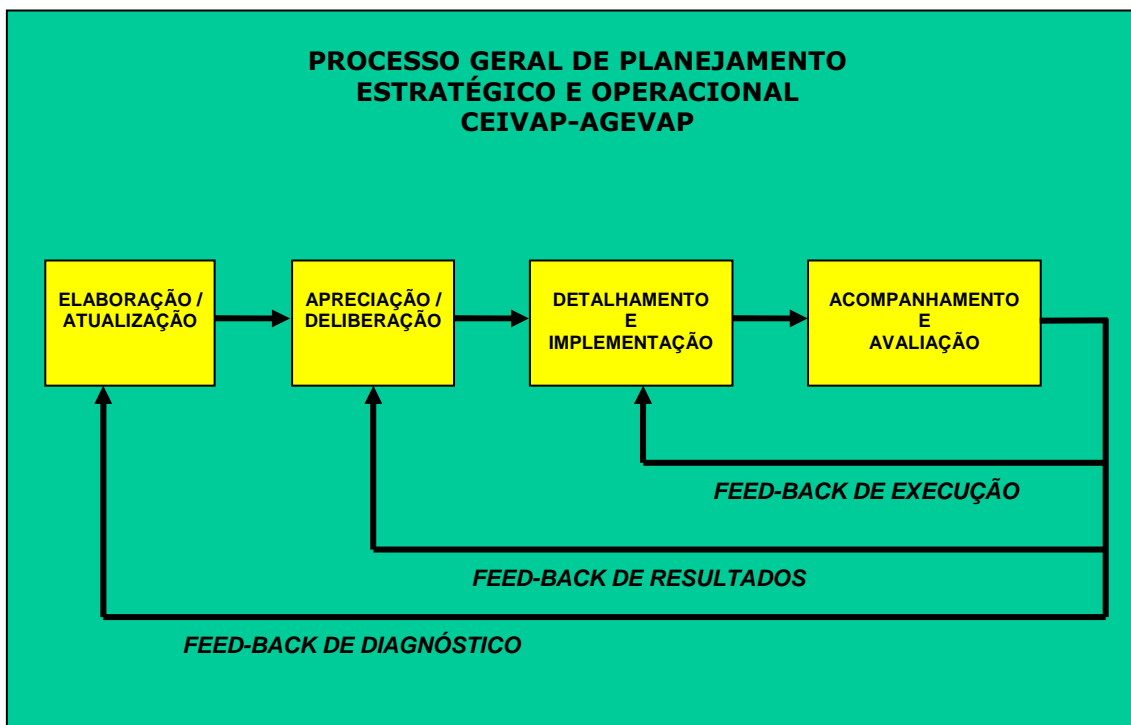 PROCESSO GERAL DE PLANEJAMENTO
ESTRATÉGICO E OPERACIONAL
CEIVAP-AGEVAP
ELABORAÇÃO /
ATUALIZAÇÃO
APRECIAÇÃO /
DELIBERAÇÃO
DETALHAMENTO
E
IMPLEMENTAÇÃO
ACOMPANHAMENTO
E
AVALIAÇÃO
FEED-BACK DE EXECUÇÃO
FEED-BACK DE RESULTADOS
FEED-BACK DE DIAGNÓSTICO